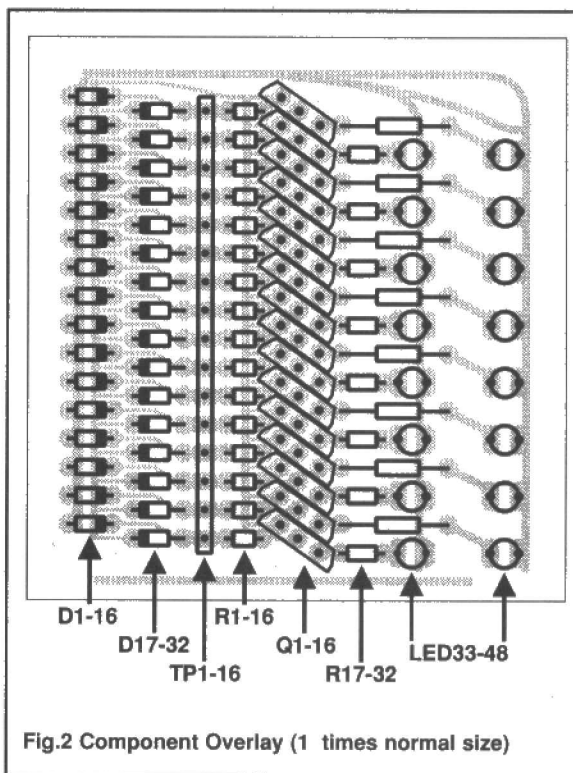 D1-16
R1-16
D17-32
Q1-16
LED33-48
TP1-16
R17-32
Fig.2 Component Overlay (1 times normal size)